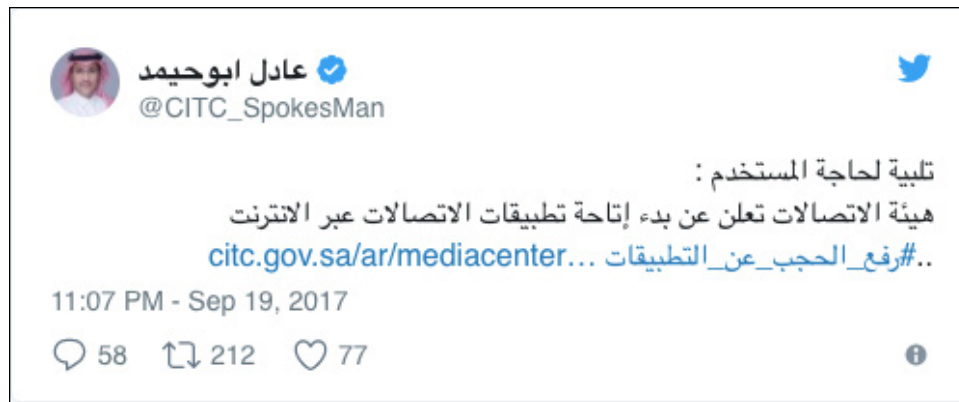 عادل ابوحيمد
@CITC_SpokesMan
تلبية لحاجة المستخدم :
هيئة الاتصالات تعلن عن بدء إتاحة تطبيقات الاتصالات عبر الانترنت
..#رفع_الحجب_عن_التطبيقات citc.gov.sa/ar/mediacenter…
11:07 PM - Sep 19, 2017
58 212 77